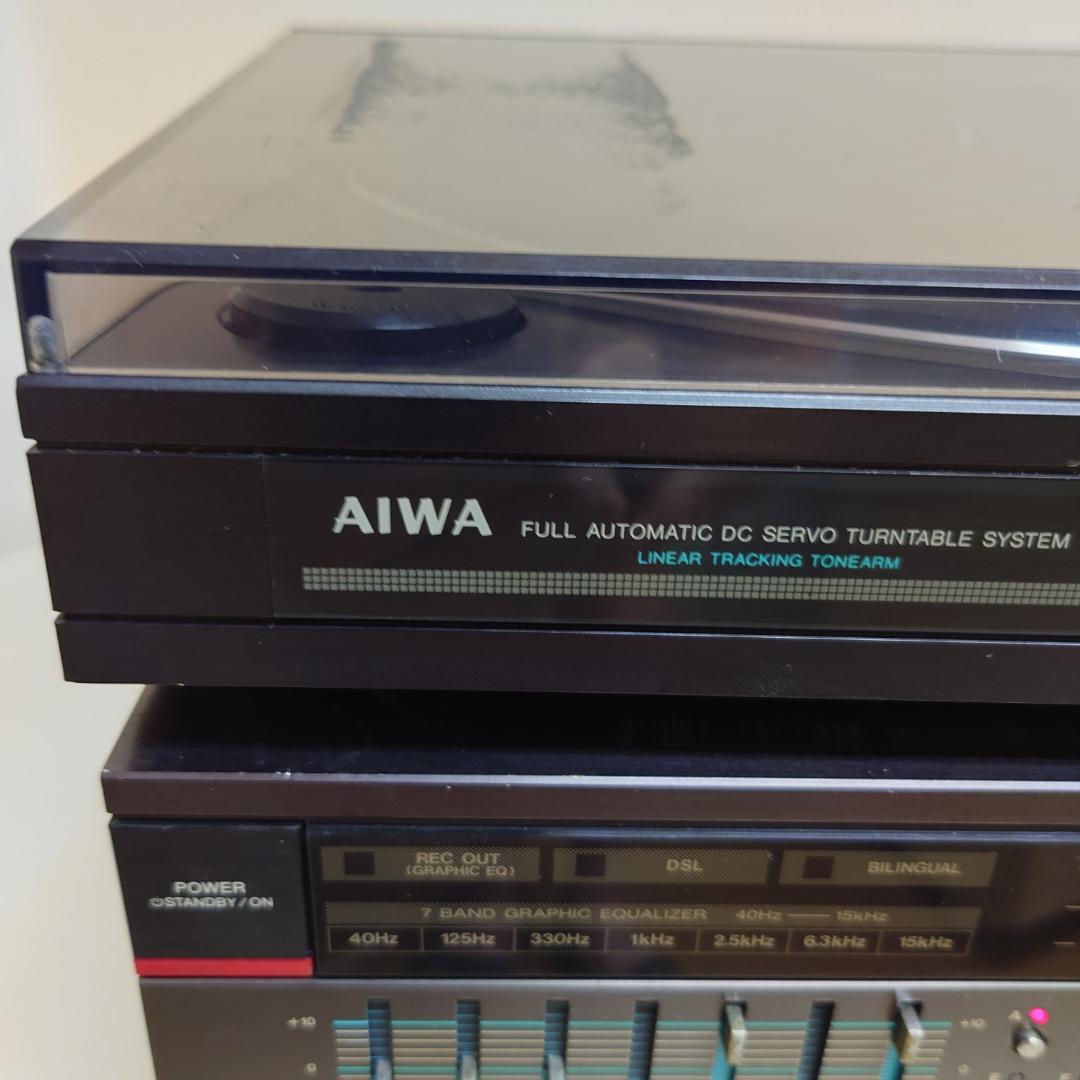 AIWA FULL AUTOMATIC DC SERVO TURNTABLE SYSTEM
LINEAR TRACKING TONEARM
POWER
STANDBY/ON
REC OUT
(GRAPHIC EQ)
DSL
BILINGUAL
7 BAND GRAPHIC EQUALIZER 40Hz — 15kHz
40Hz 125Hz 330Hz 1kHz 2.5kHz 6.3kHz 15kHz
+10 +10
A
0 0